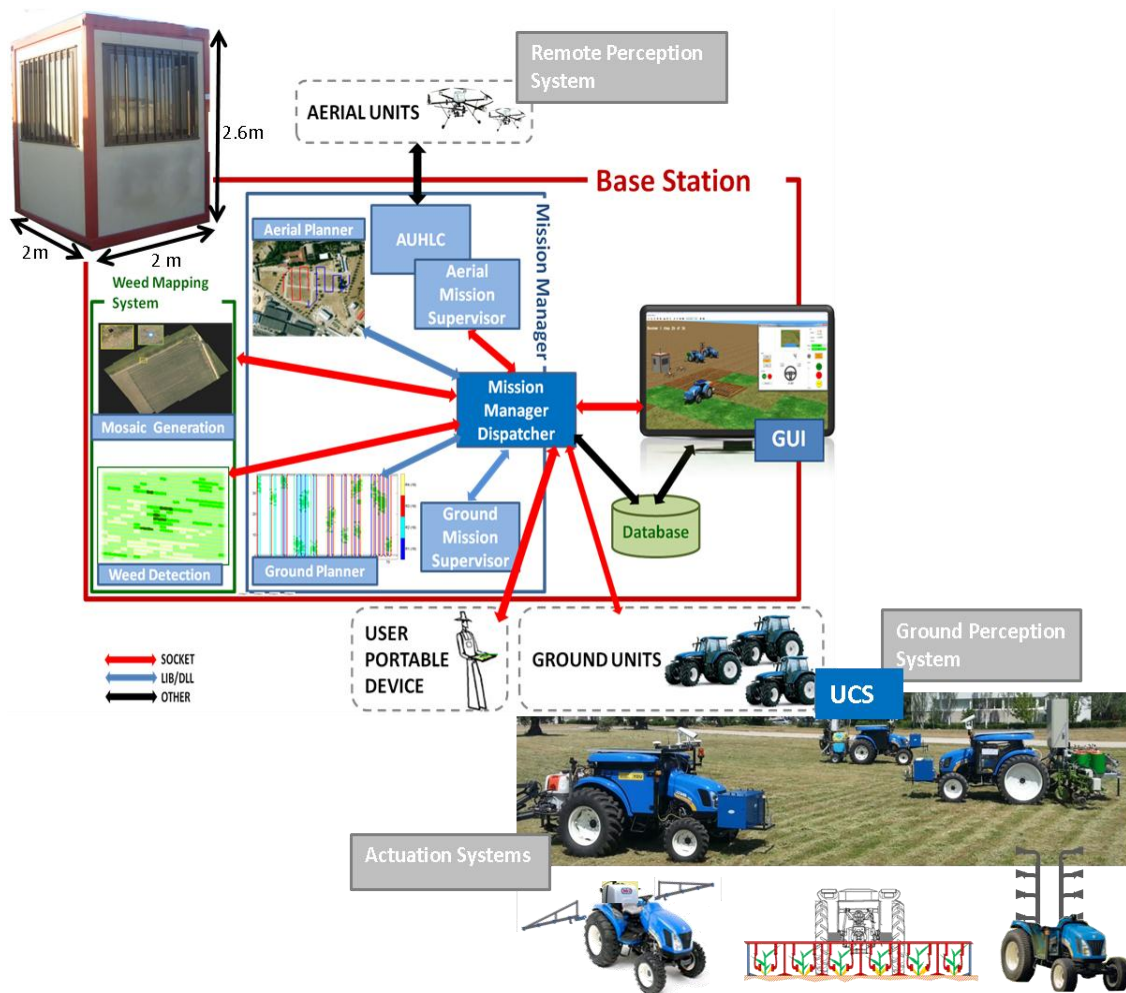 Remote Perception
System
AERIAL UNITS
2.6m
2m
2 m
Base Station
Mission Manager
Aerial Planner
AUHLC
Aerial
Mission
Supervisor
Weed Mapping
System
Mosaic Generation
Mission
Manager
Dispatcher
GUI
Weed Detection
Ground Planner
Ground
Mission
Supervisor
Database
SOCKET
LIB/DLL
OTHER
USER
PORTABLE
DEVICE
GROUND UNITS
Ground Perception
System
UCS
Actuation Systems